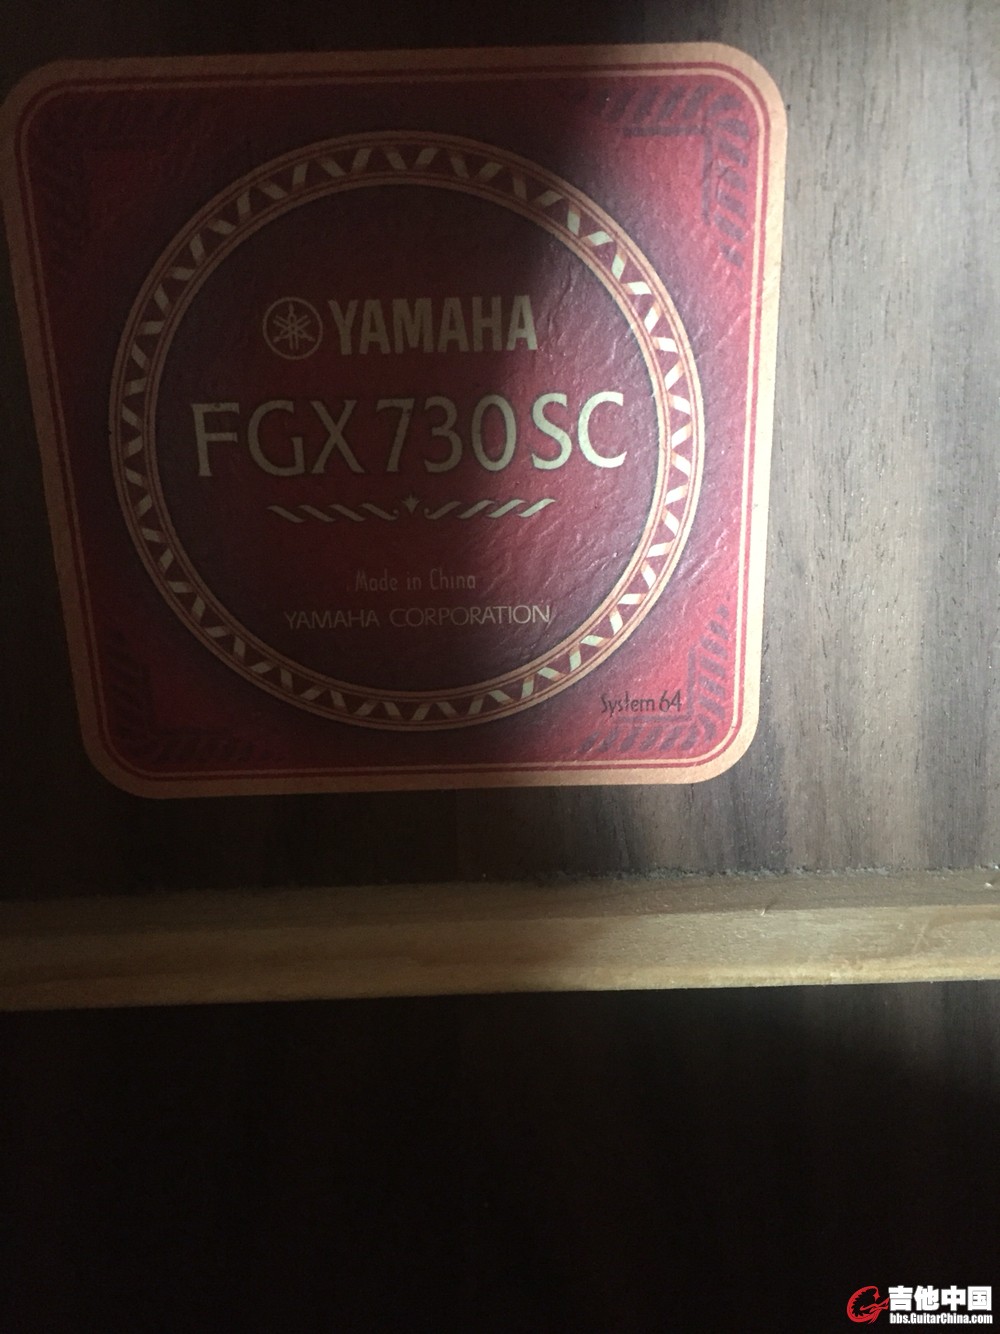 YAMAHA
FGX730SC
Made in China
YAMAHA CORPORATION
System 64
吉他中国
bbs.GuitarChina.com